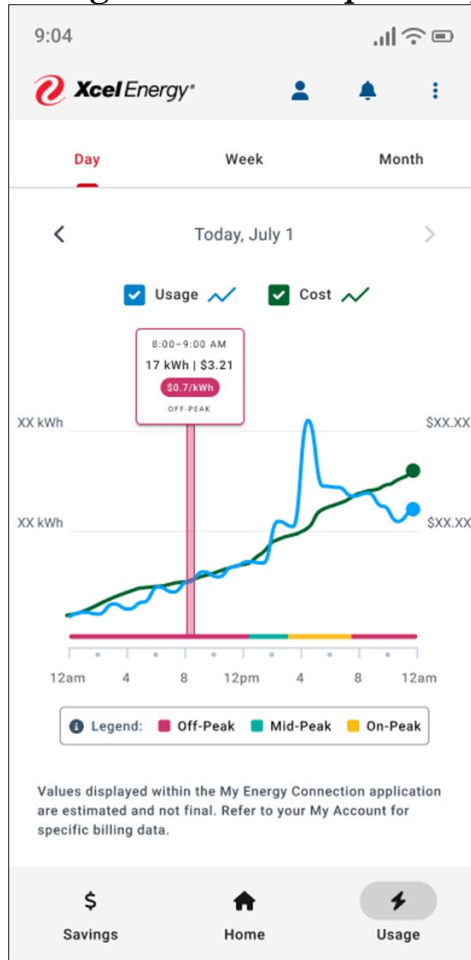 9:04
Xcel Energy®
Day Week Month
Today, July 1
Usage Cost
8:00–9:00 AM
17 kWh | $3.21
$0.7/kWh
OFF-PEAK
XX kWh $XX.XX
XX kWh $XX.XX
12am 4 8 12pm 4 8 12am
Legend: Off-Peak Mid-Peak On-Peak
Values displayed within the My Energy Connection application
are estimated and not final. Refer to your My Account for
specific billing data.
Savings Home Usage